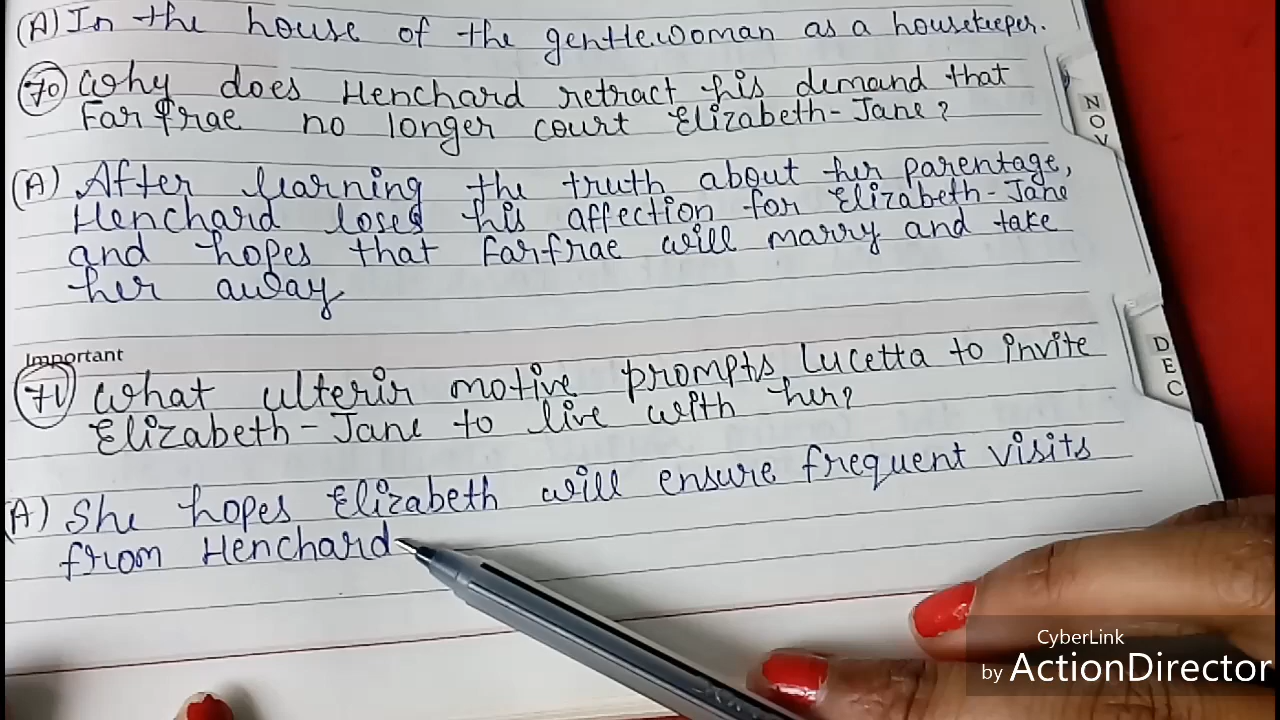 (A) In the house of the gentlewoman as a housekeeper.
70 Why does Henchard retract his demand that
Farfrae no longer court Elizabeth-Jane?
(A) After learning the truth about her parentage,
Henchard loses his affection for Elizabeth-Jane
and hopes that Farfrae will marry and take
her away
Important
71 What ulterir motive prompts Lucetta to invite
Elizabeth-Jane to live with her?
(A) She hopes Elizabeth will ensure frequent visits
from Henchard
NOV
DEC
CyberLink
by ActionDirector